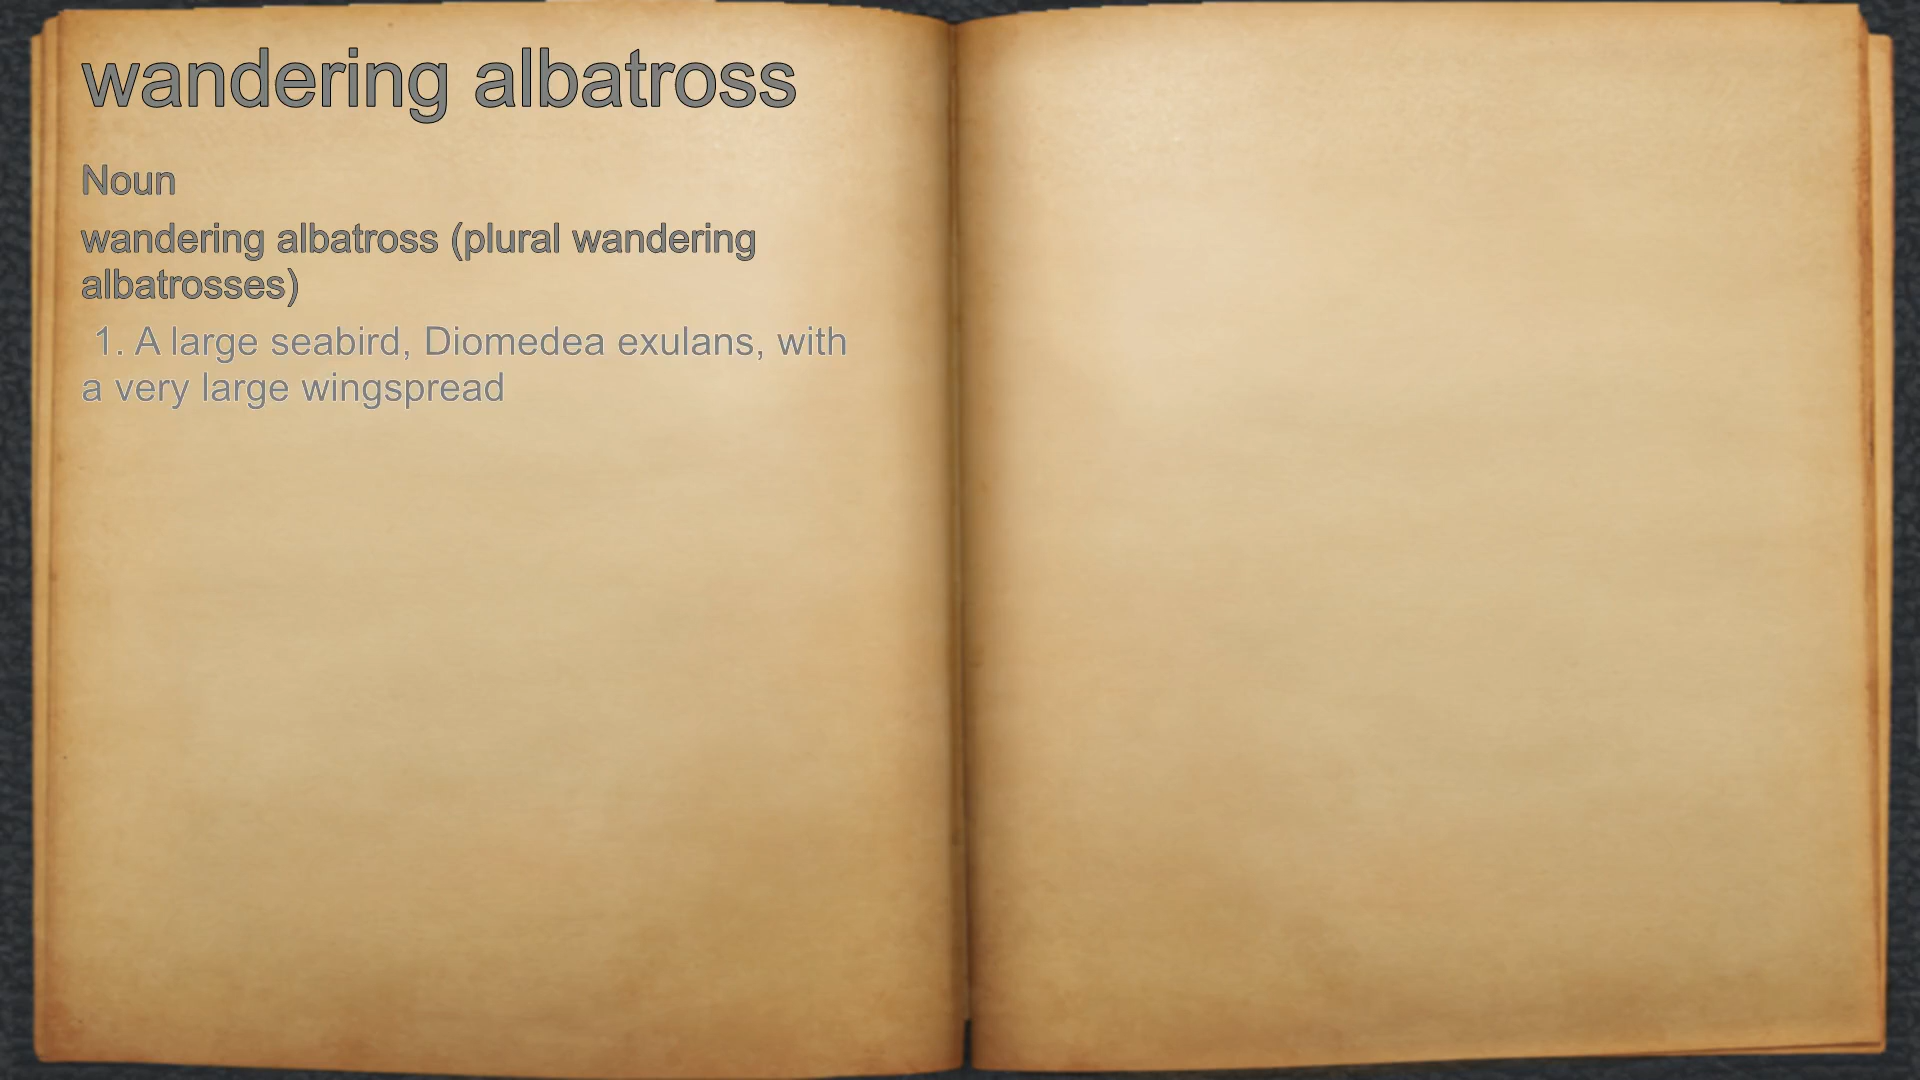 wandering albatross
Noun
wandering albatross (plural wandering
albatrosses)
1. A large seabird, Diomedea exulans, with
a very large wingspread